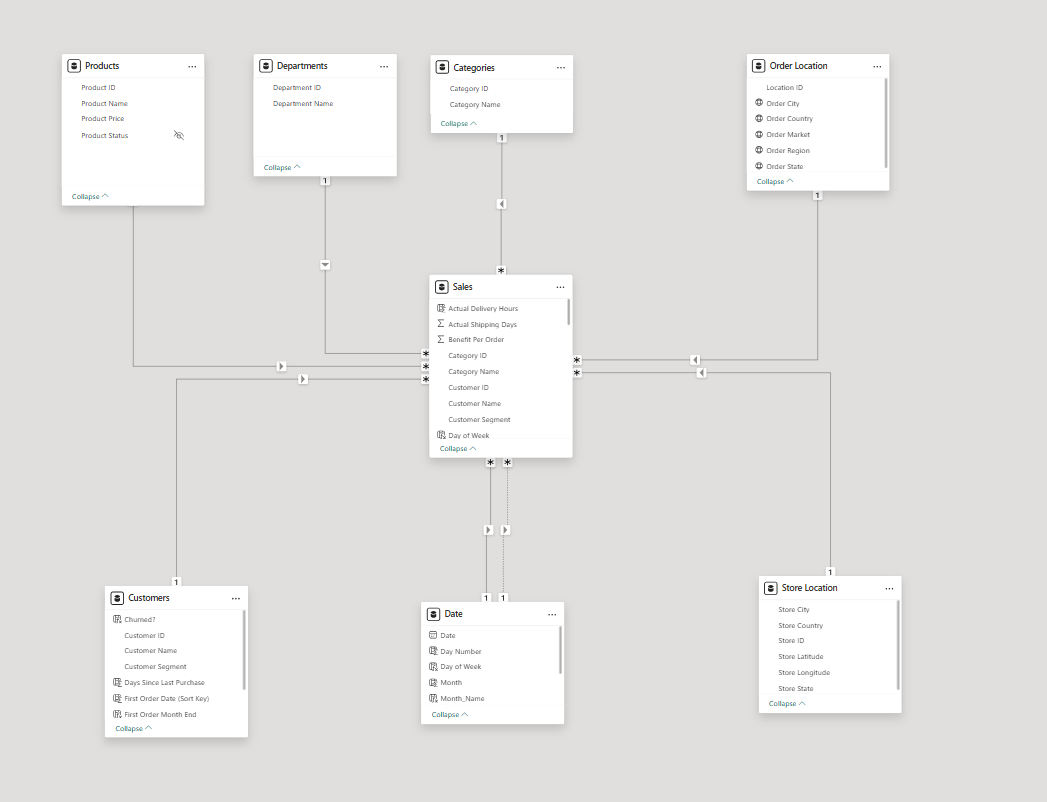 Products
Product ID
Product Name
Product Price
Product Status
Collapse
Departments
Department ID
Department Name
Collapse
1
Categories
Category ID
Category Name
Collapse
1
Order Location
Location ID
Order City
Order Country
Order Market
Order Region
Order State
Collapse
1
*
Sales
Actual Delivery Hours
Actual Shipping Days
Benefit Per Order
Category ID
Category Name
Customer ID
Customer Name
Customer Segment
Day of Week
Collapse
*
*
*
*
*
* *
1
Customers
Churned?
Customer ID
Customer Name
Customer Segment
Days Since Last Purchase
First Order Date (Sort Key)
First Order Month End
Collapse
1 1
Date
Date
Day Number
Day of Week
Month
Month_Name
Collapse
1
Store Location
Store City
Store Country
Store ID
Store Latitude
Store Longitude
Store State
Collapse